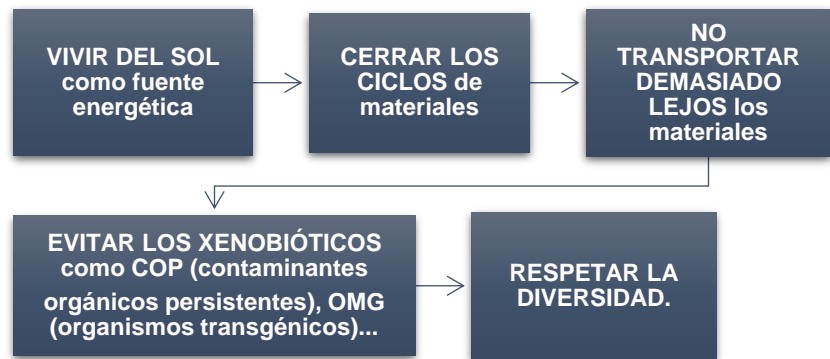 VIVIR DEL SOL
como fuente
energética
CERRAR LOS
CICLOS de
materiales
NO
TRANSPORTAR
DEMASIADO
LEJOS los
materiales
EVITAR LOS XENOBIÓTICOS
como COP (contaminantes
orgánicos persistentes), OMG
(organismos transgénicos)...
RESPETAR LA
DIVERSIDAD.